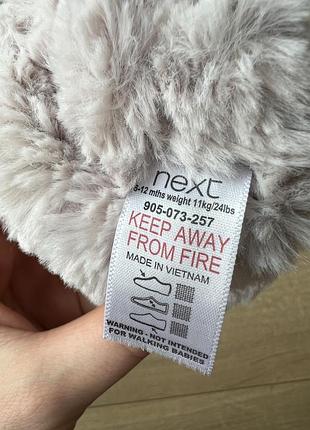 next
8-12 mths weight 11kg/24lbs
905-073-257
KEEP AWAY
FROM FIRE
MADE IN VIETNAM
WARNING - NOT INTENDED
FOR WALKING BABIES